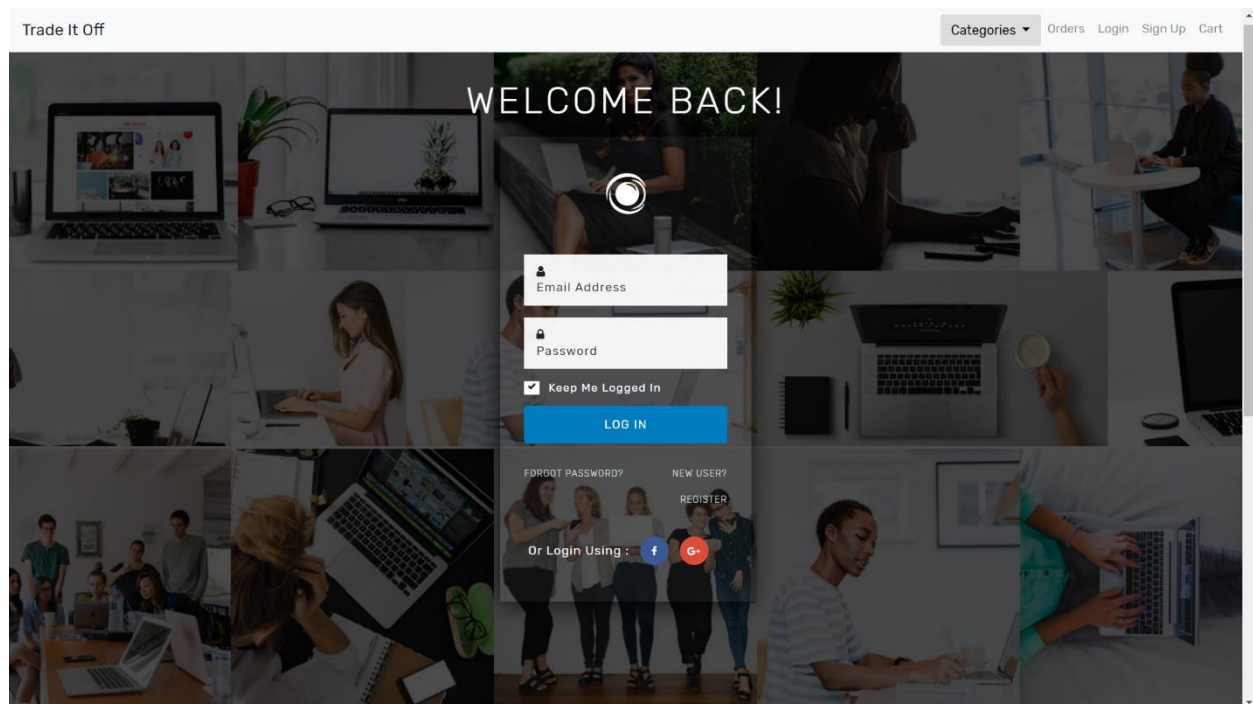 Trade It Off
Categories Orders Login Sign Up Cart
WELCOME BACK!
Email Address
Password
Keep Me Logged In
LOG IN
FORGOT PASSWORD? NEW USER?
REGISTER
Or Login Using : f G+